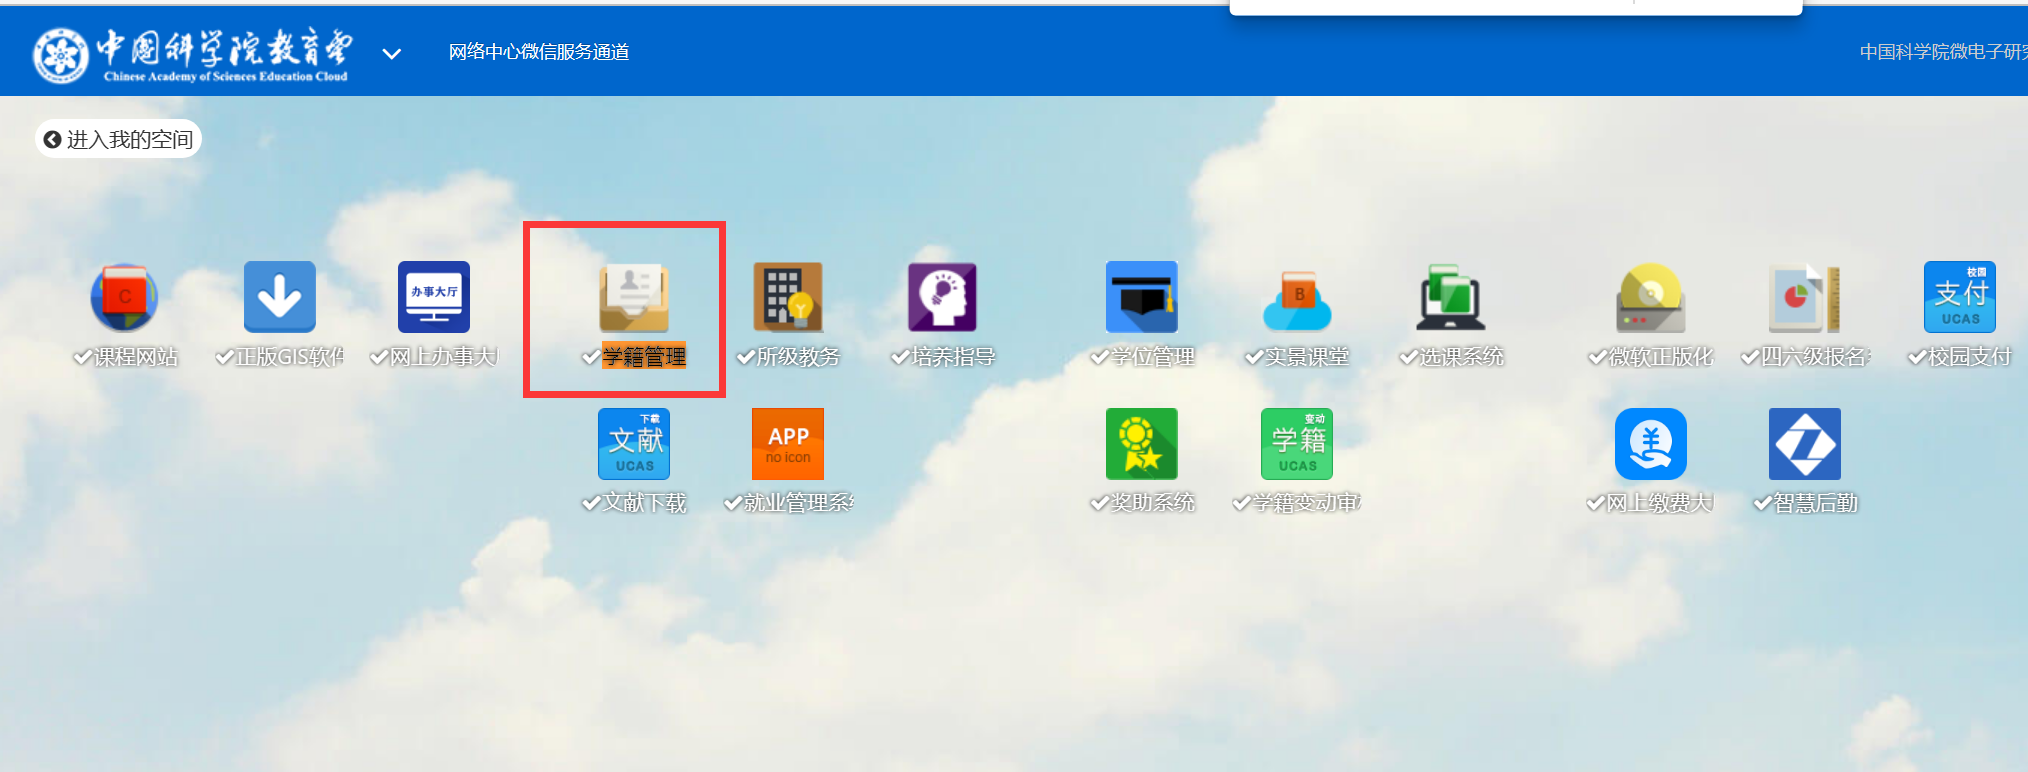 中国科学院教育云
Chinese Academy of Sciences Education Cloud
网络中心微信服务通道
中国科学院微电子研
进入我的空间
C
办事大厅
B
校园
支付
UCAS
课程网站
正版GIS软件
网上办事大
学籍管理
所级教务
培养指导
学位管理
实景课堂
选课系统
微软正版化
四六级报名
校园支付
下载
文献
UCAS
APP
no icon
变动
学籍
UCAS
文献下载
就业管理系统
奖助系统
学籍变动审
网上缴费大
智慧后勤